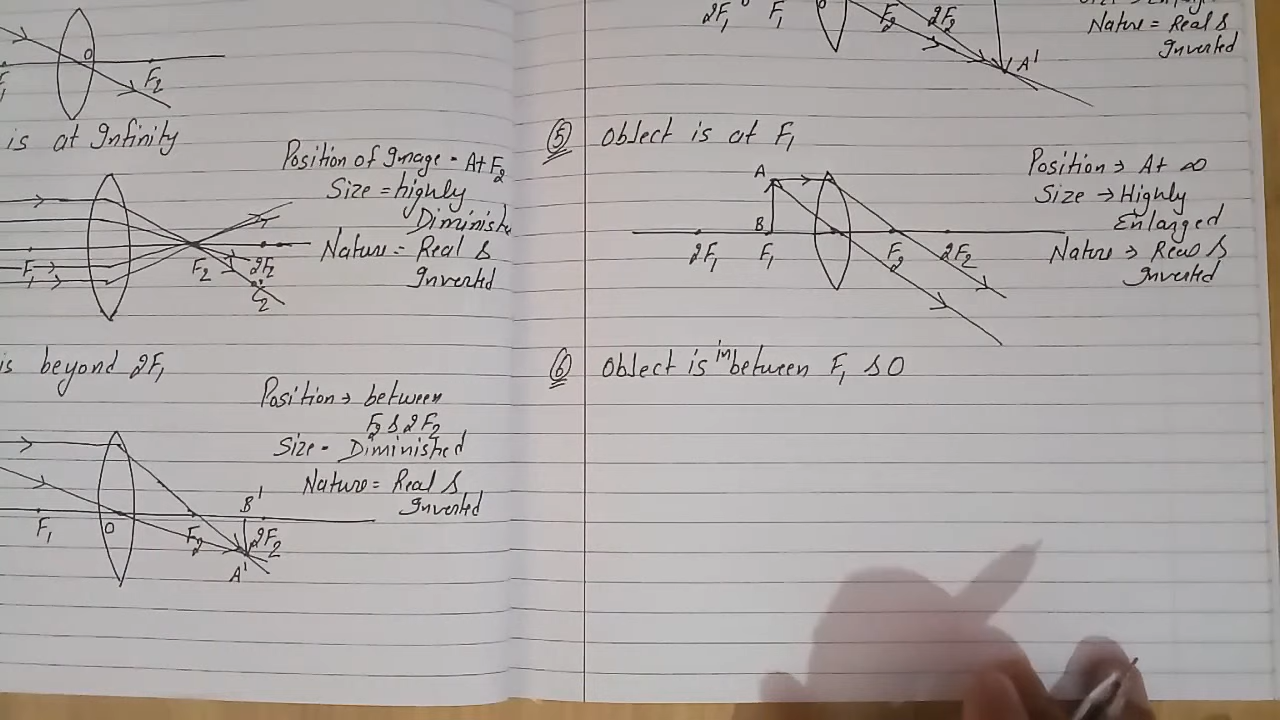 O
F2
is at Infinity
Position of Image - At F2
Size = highly
Diminish
Nature = Real &
Inverted
F1
F2
2F2
C2
is beyond 2F1
Position → between
F2 & 2F2
Size - Diminished
Nature = Real &
Inverted
B'
F1
O
F2
2F2
A'
2F1
F1
F2
2F2
A'
Nature = Real &
Inverted
⑤ Object is at F1
A
B
2F1
F1
F2
2F2
Position → At ∞
Size → Highly
Enlarged
Nature → Real &
Inverted
⑥ Object is in between F1 & O